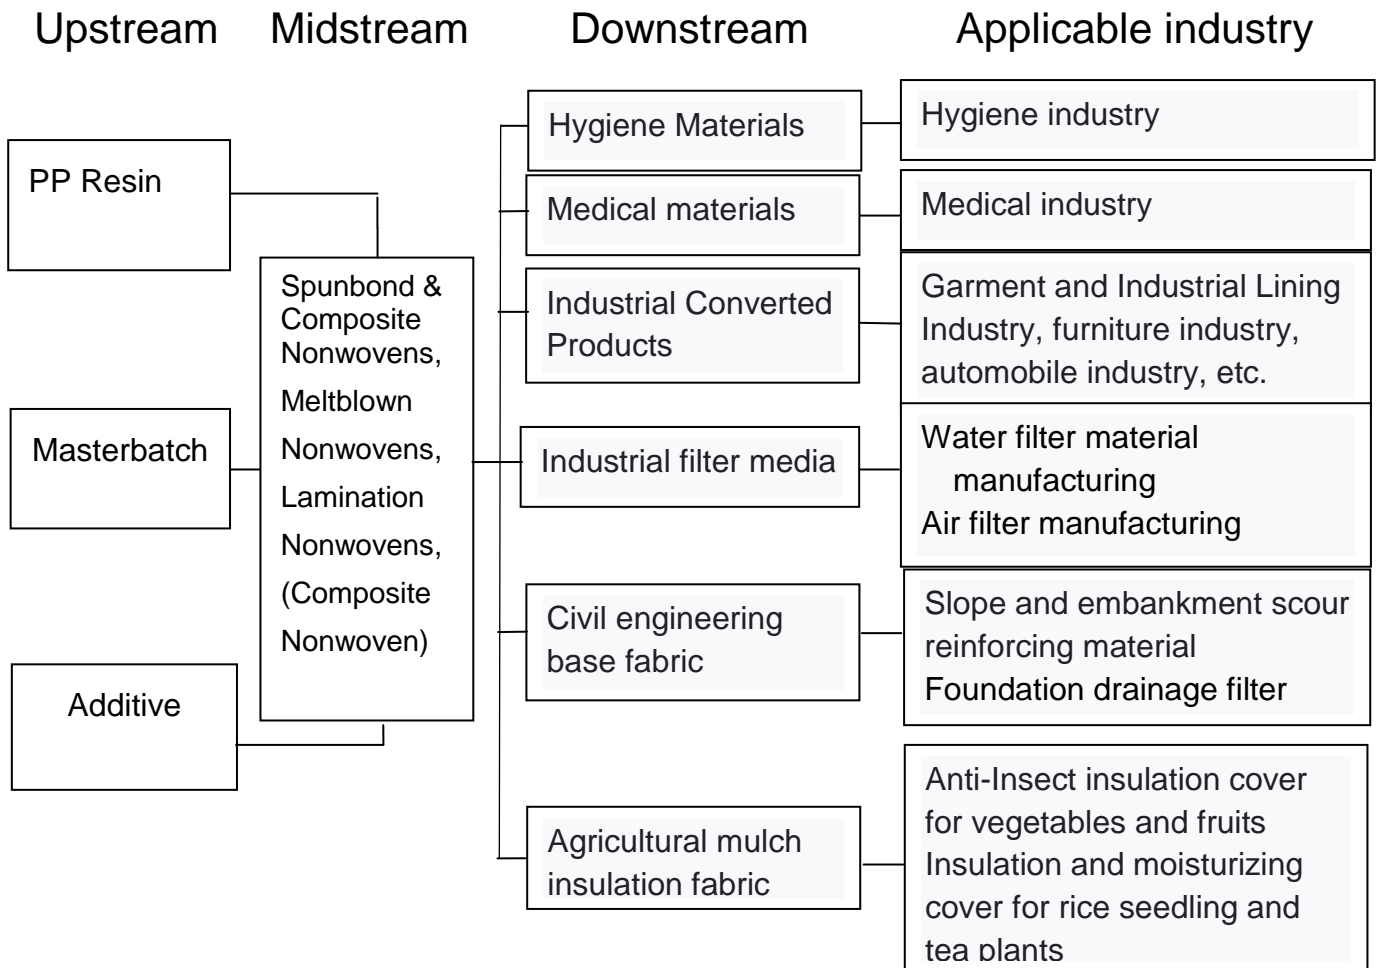 Upstream Midstream Downstream Applicable industry
PP Resin
Masterbatch
Additive
Spunbond &
Composite
Nonwovens,
Meltblown
Nonwovens,
Lamination
Nonwovens,
(Composite
Nonwoven)
Hygiene Materials
Medical materials
Industrial Converted
Products
Industrial filter media
Civil engineering
base fabric
Agricultural mulch
insulation fabric
Hygiene industry
Medical industry
Garment and Industrial Lining
Industry, furniture industry,
automobile industry, etc.
Water filter material
manufacturing
Air filter manufacturing
Slope and embankment scour
reinforcing material
Foundation drainage filter
Anti-Insect insulation cover
for vegetables and fruits
Insulation and moisturizing
cover for rice seedling and
tea plants